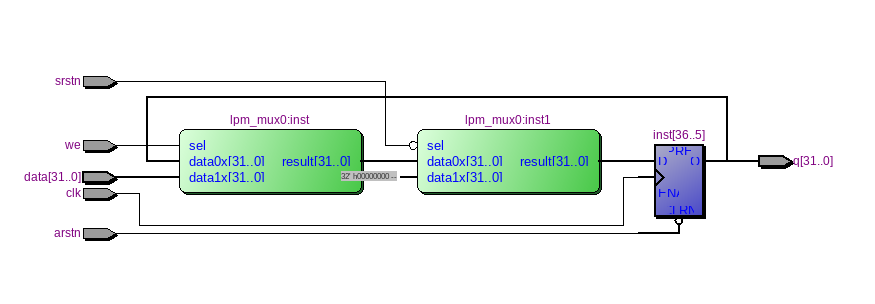 srstn
lpm_mux0:inst
lpm_mux0:inst1
inst[36..5]
we
sel
sel
PRE
data0x[31..0]
result[31..0]
data0x[31..0]
result[31..0]
D
Q
q[31..0]
data[31..0]
data1x[31..0]
32' h00000000 --
data1x[31..0]
clk
ENA
CLRN
arstn